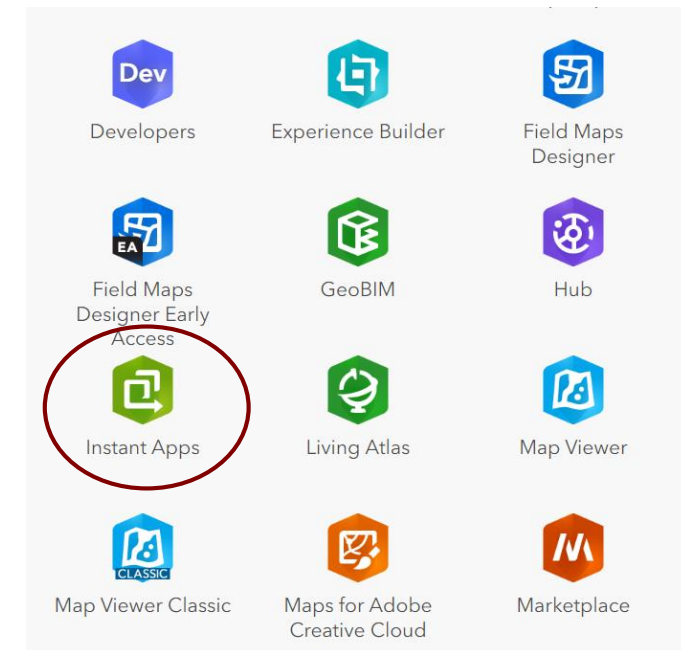 Dev
Developers
Experience Builder
Field Maps
Designer
EA
Field Maps
Designer Early
Access
GeoBIM
Hub
Instant Apps
Living Atlas
Map Viewer
CLASSIC
Map Viewer Classic
Maps for Adobe
Creative Cloud
Marketplace